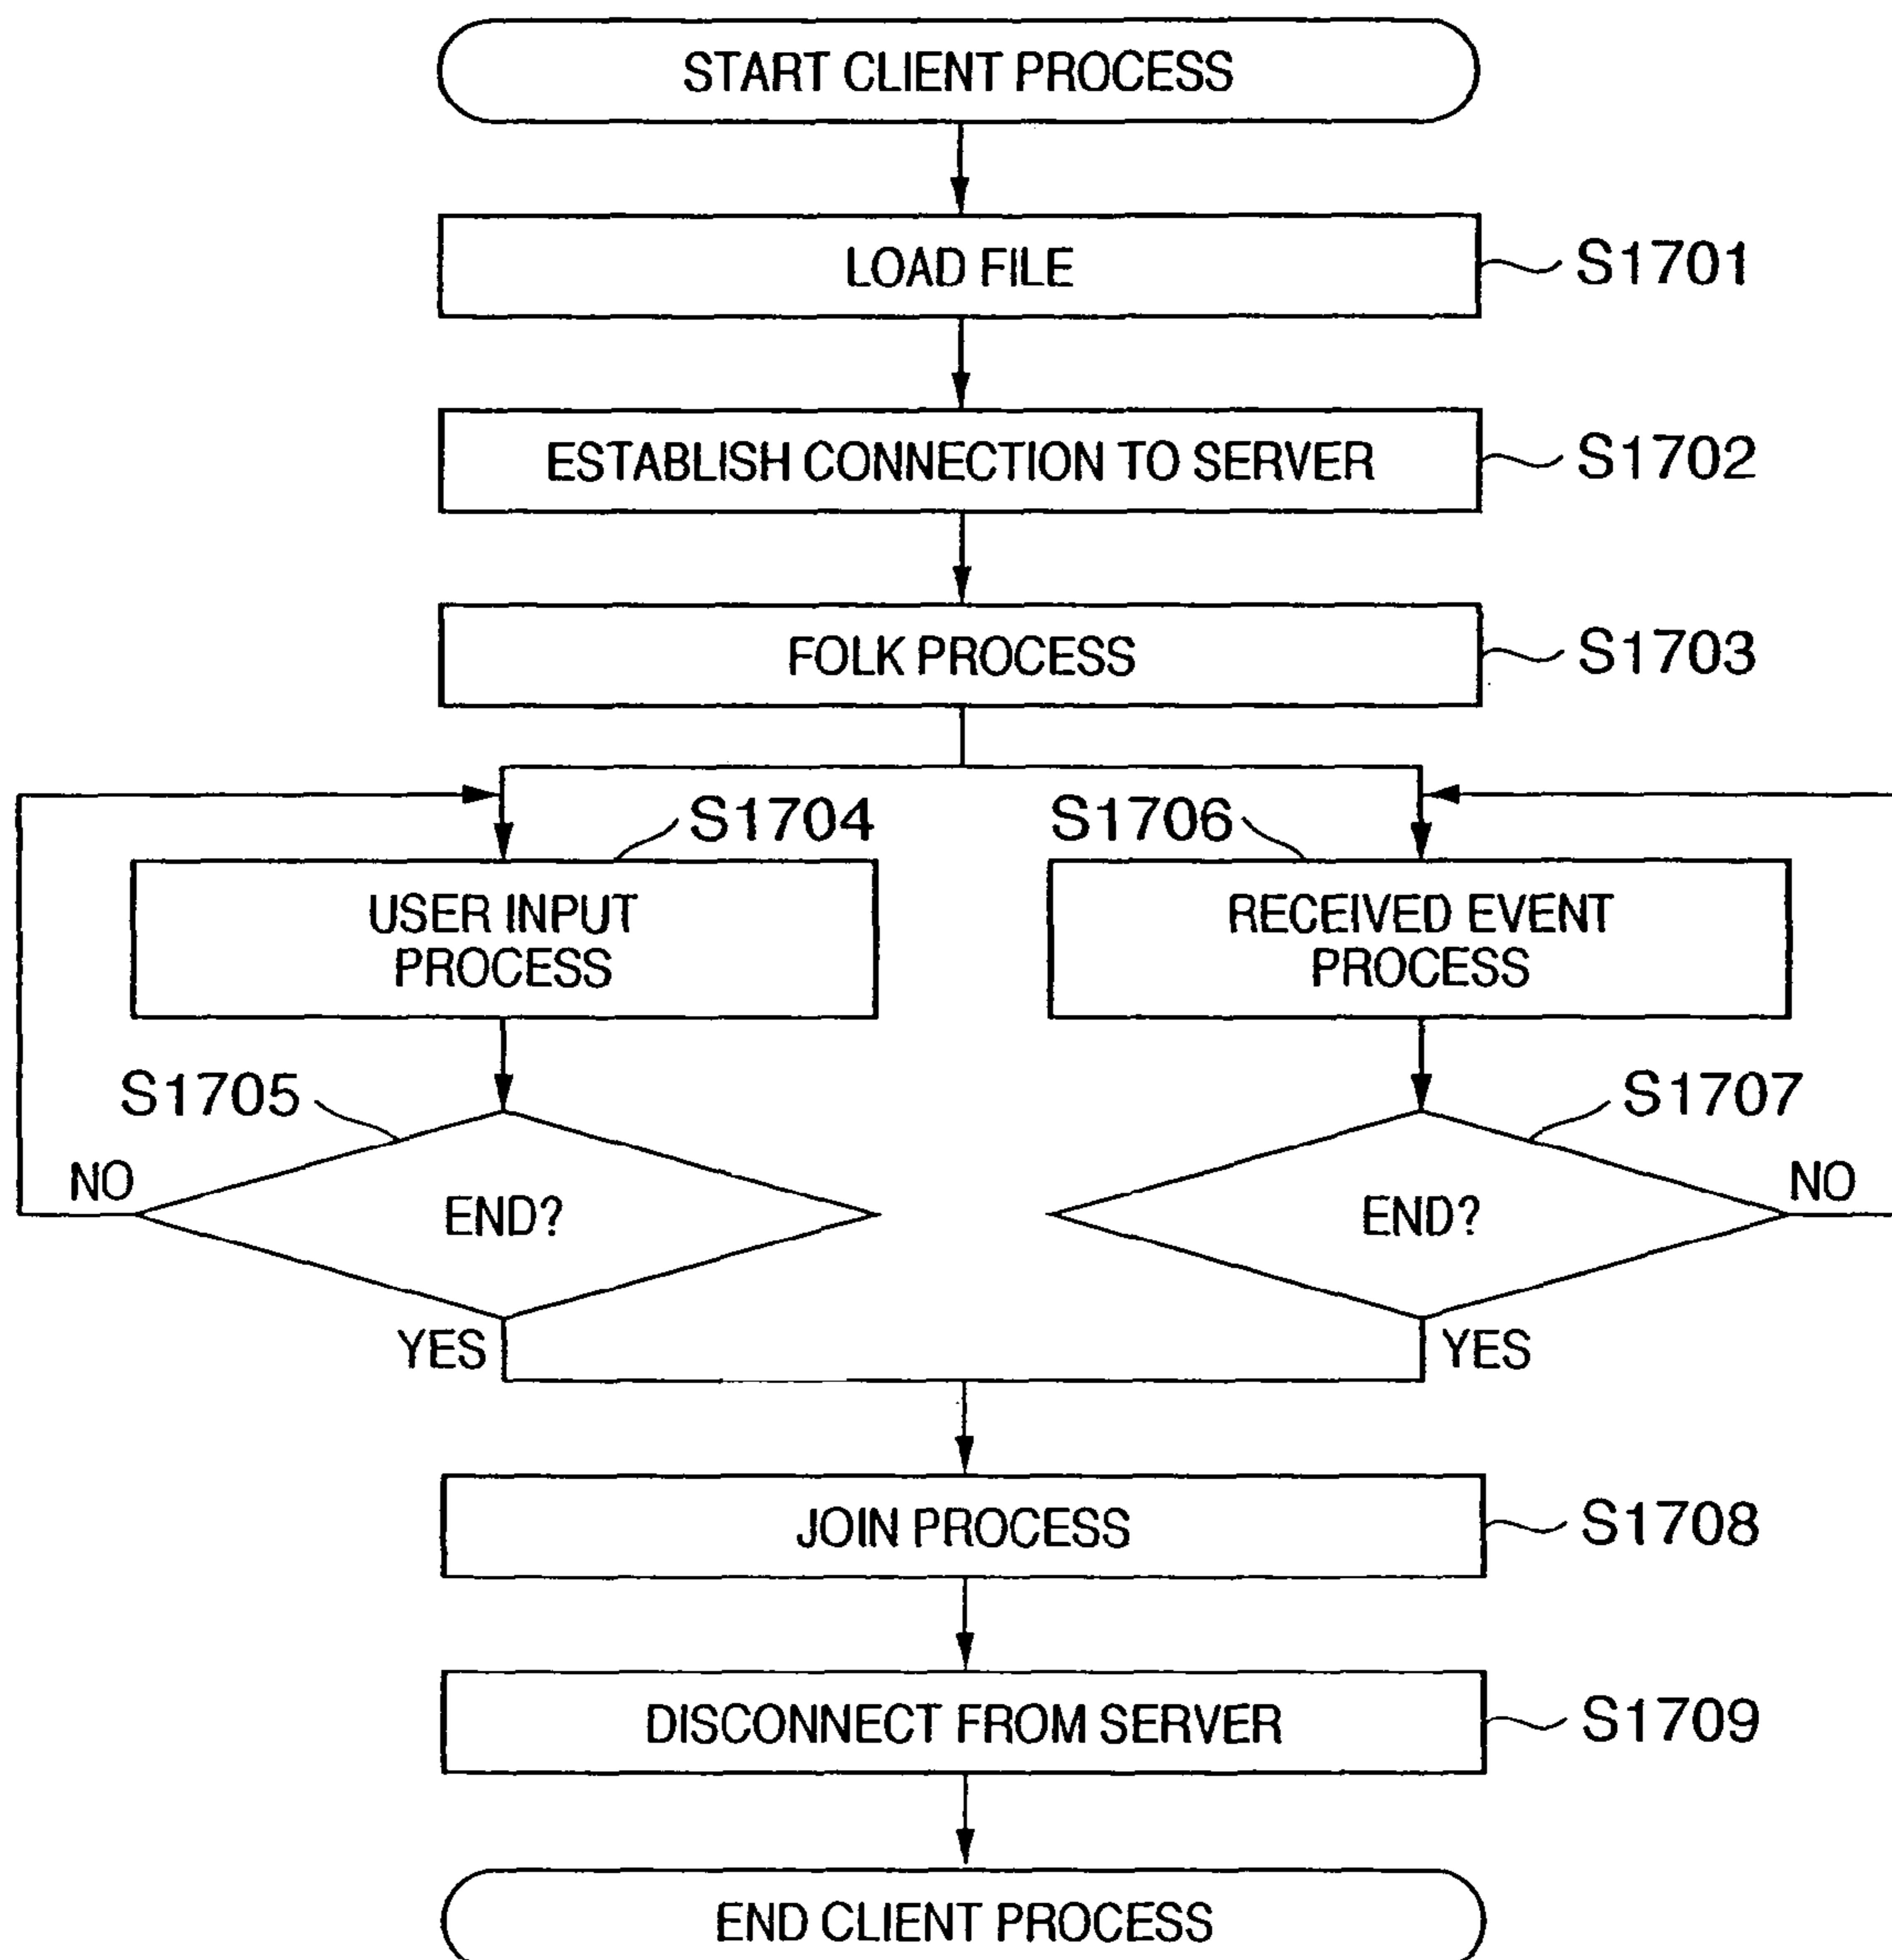 START CLIENT PROCESS
LOAD FILE
S1701
ESTABLISH CONNECTION TO SERVER
S1702
FOLK PROCESS
S1703
S1704
S1706
USER INPUT
PROCESS
RECEIVED EVENT
PROCESS
S1705
S1707
NO
END?
END?
NO
YES
YES
JOIN PROCESS
S1708
DISCONNECT FROM SERVER
S1709
END CLIENT PROCESS